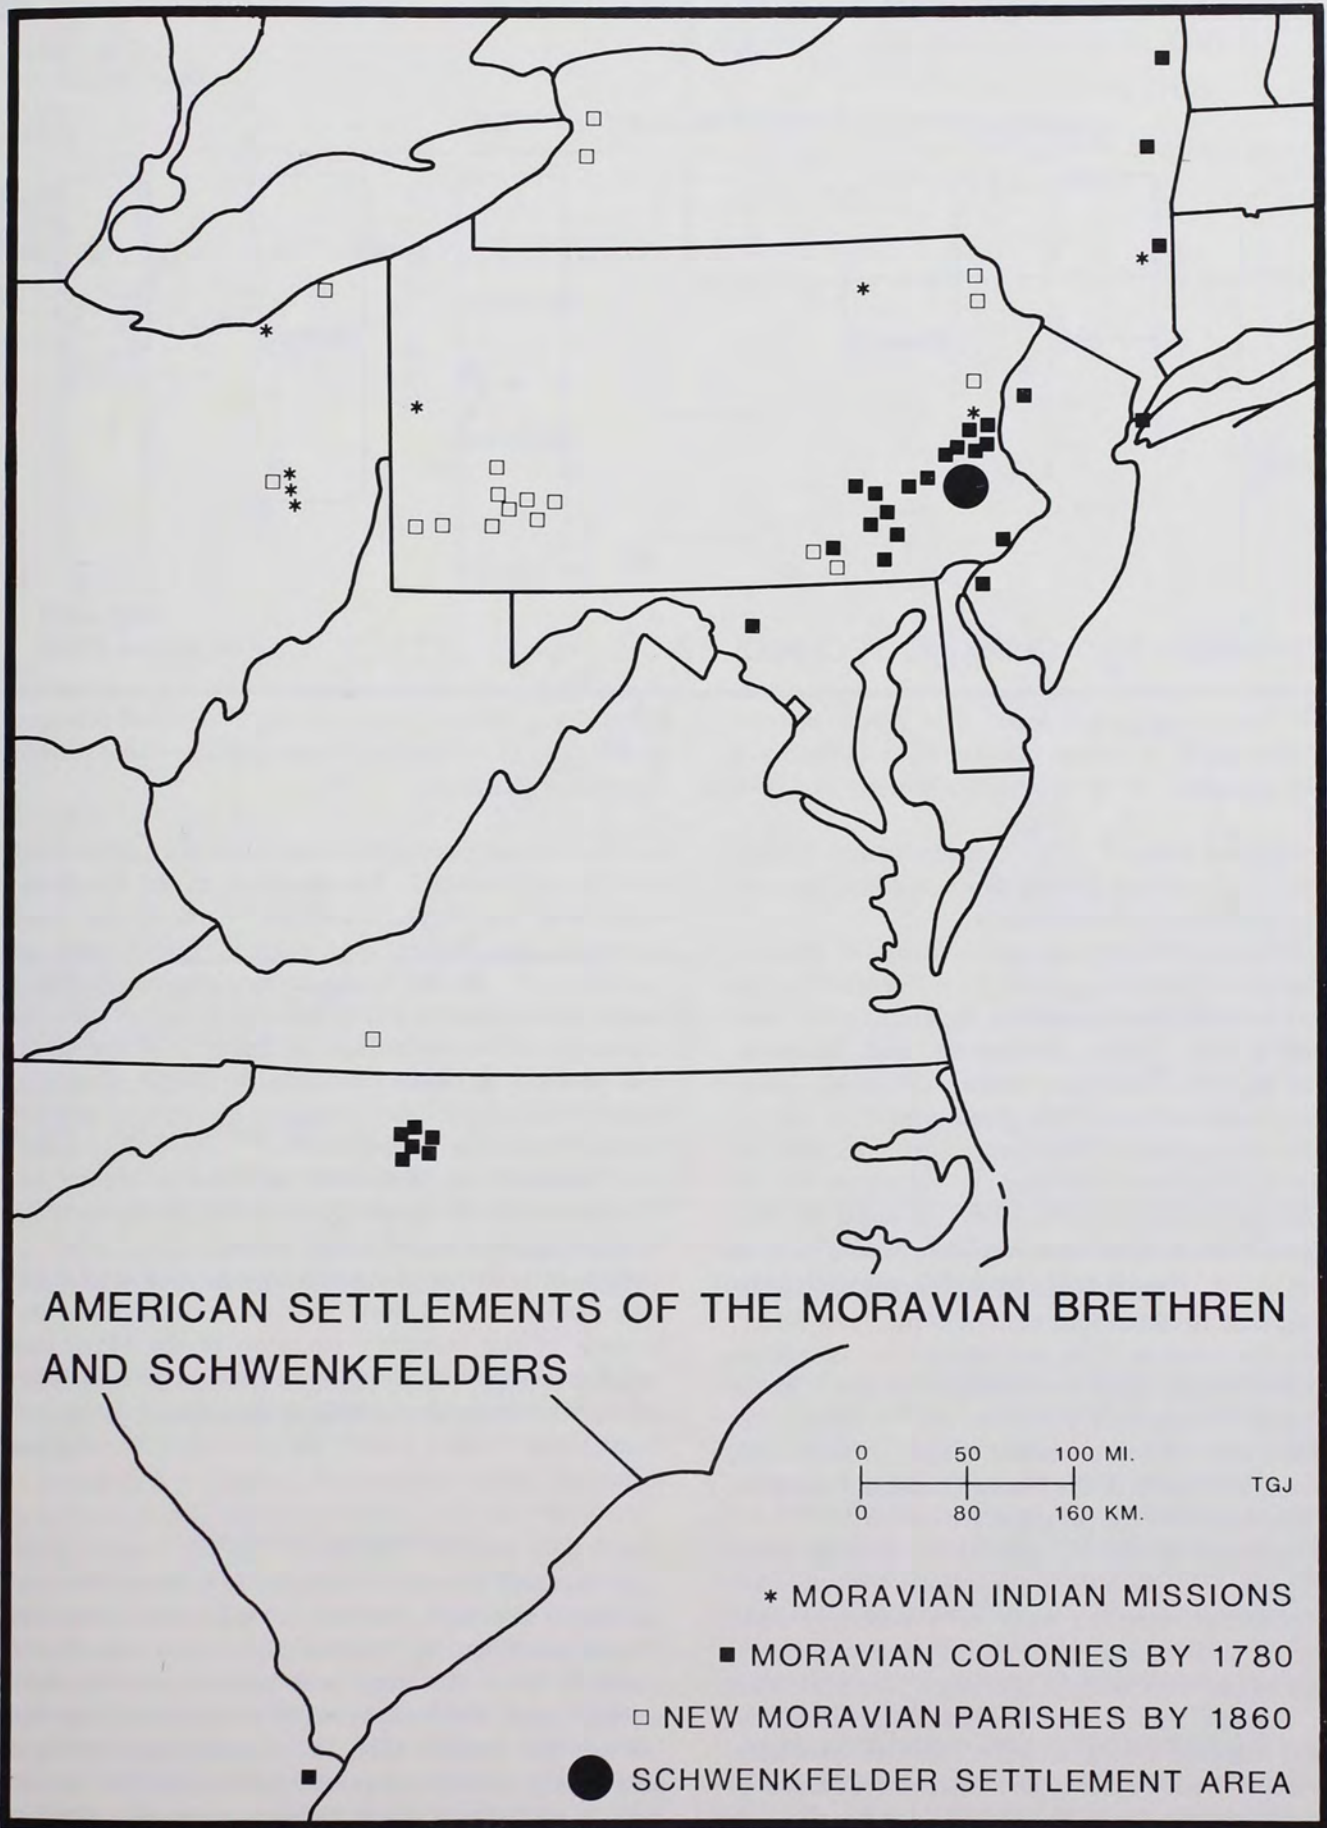 AMERICAN SETTLEMENTS OF THE MORAVIAN BRETHREN
AND SCHWENKFELDERS
0 50 100 MI.
TGJ
0 80 160 KM.
* MORAVIAN INDIAN MISSIONS
MORAVIAN COLONIES BY 1780
NEW MORAVIAN PARISHES BY 1860
SCHWENKFELDER SETTLEMENT AREA